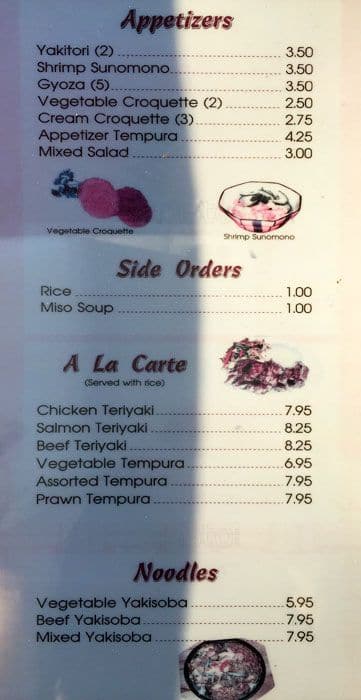 Appetizers
Yakitori (2) 3.50
Shrimp Sunomono 3.50
Gyoza (5) 3.50
Vegetable Croquette (2) 2.50
Cream Croquette (3) 2.75
Appetizer Tempura 4.25
Mixed Salad 3.00
Vegetable Croquette
Shrimp Sunomono
Side Orders
Rice 1.00
Miso Soup 1.00
A La Carte
(Served with rice)
Chicken Teriyaki 7.95
Salmon Teriyaki 8.25
Beef Teriyaki 8.25
Vegetable Tempura 6.95
Assorted Tempura 7.95
Prawn Tempura 7.95
Noodles
Vegetable Yakisoba 5.95
Beef Yakisoba 7.95
Mixed Yakisoba 7.95